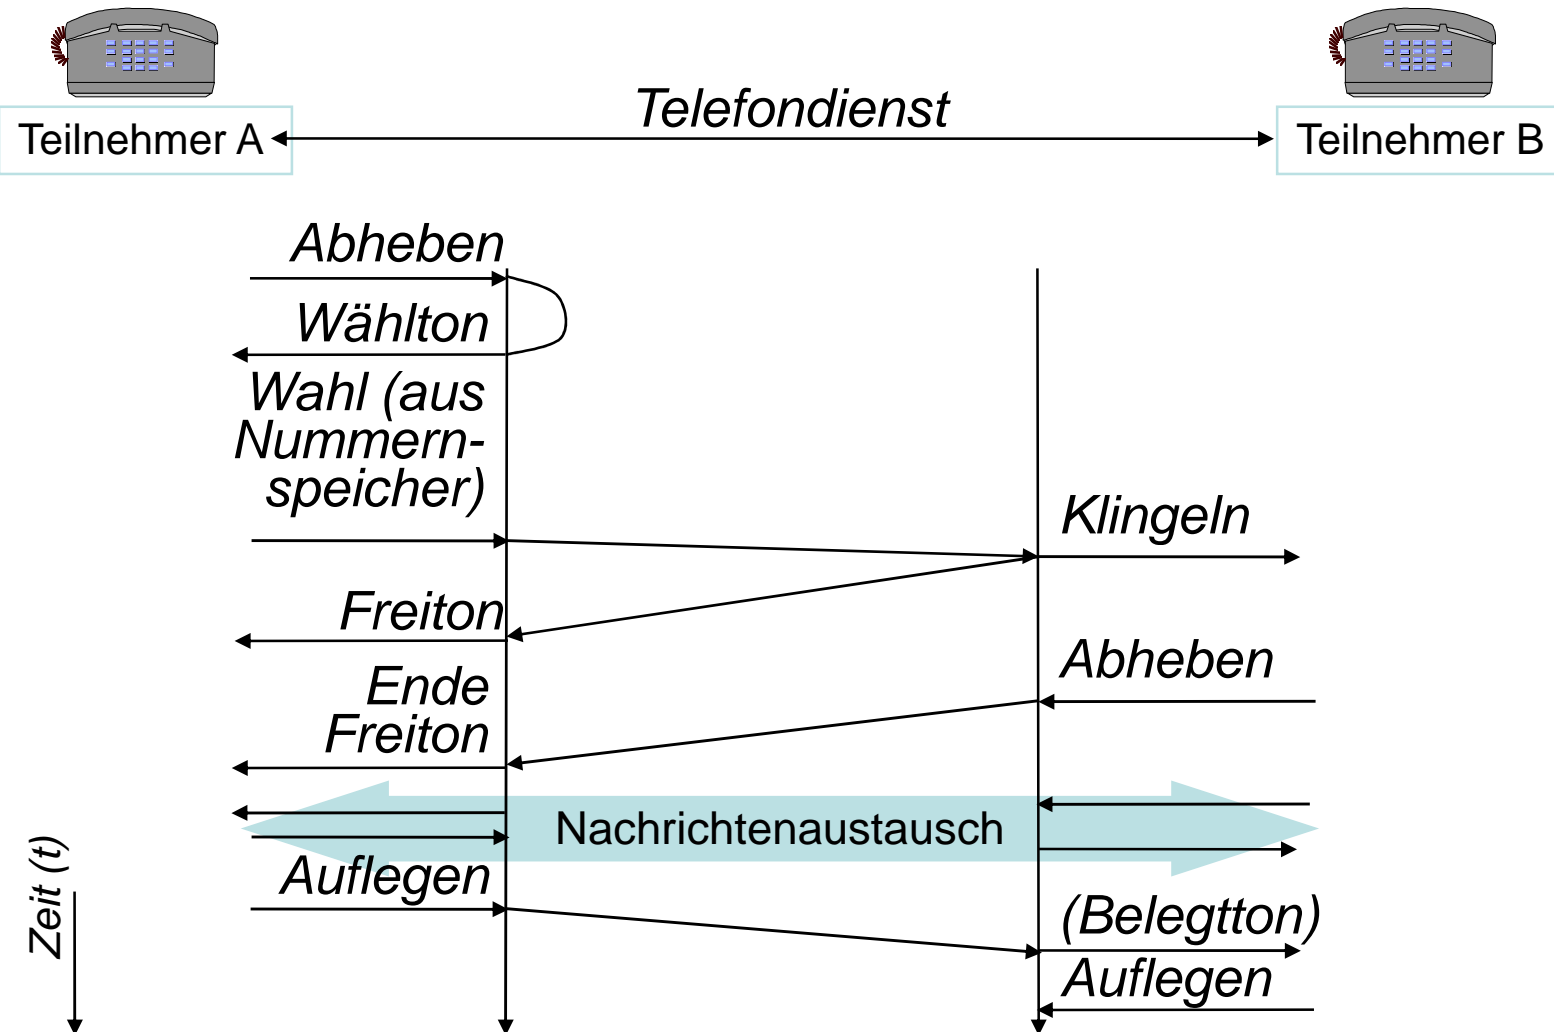 Telefondienst
Teilnehmer A
Teilnehmer B
Abheben
Wählton
Wahl (aus
Nummern-
speicher)
Klingeln
Freiton
Abheben
Ende
Freiton
Nachrichtenaustausch
Auflegen
(Belegtton)
Auflegen
Zeit (t)